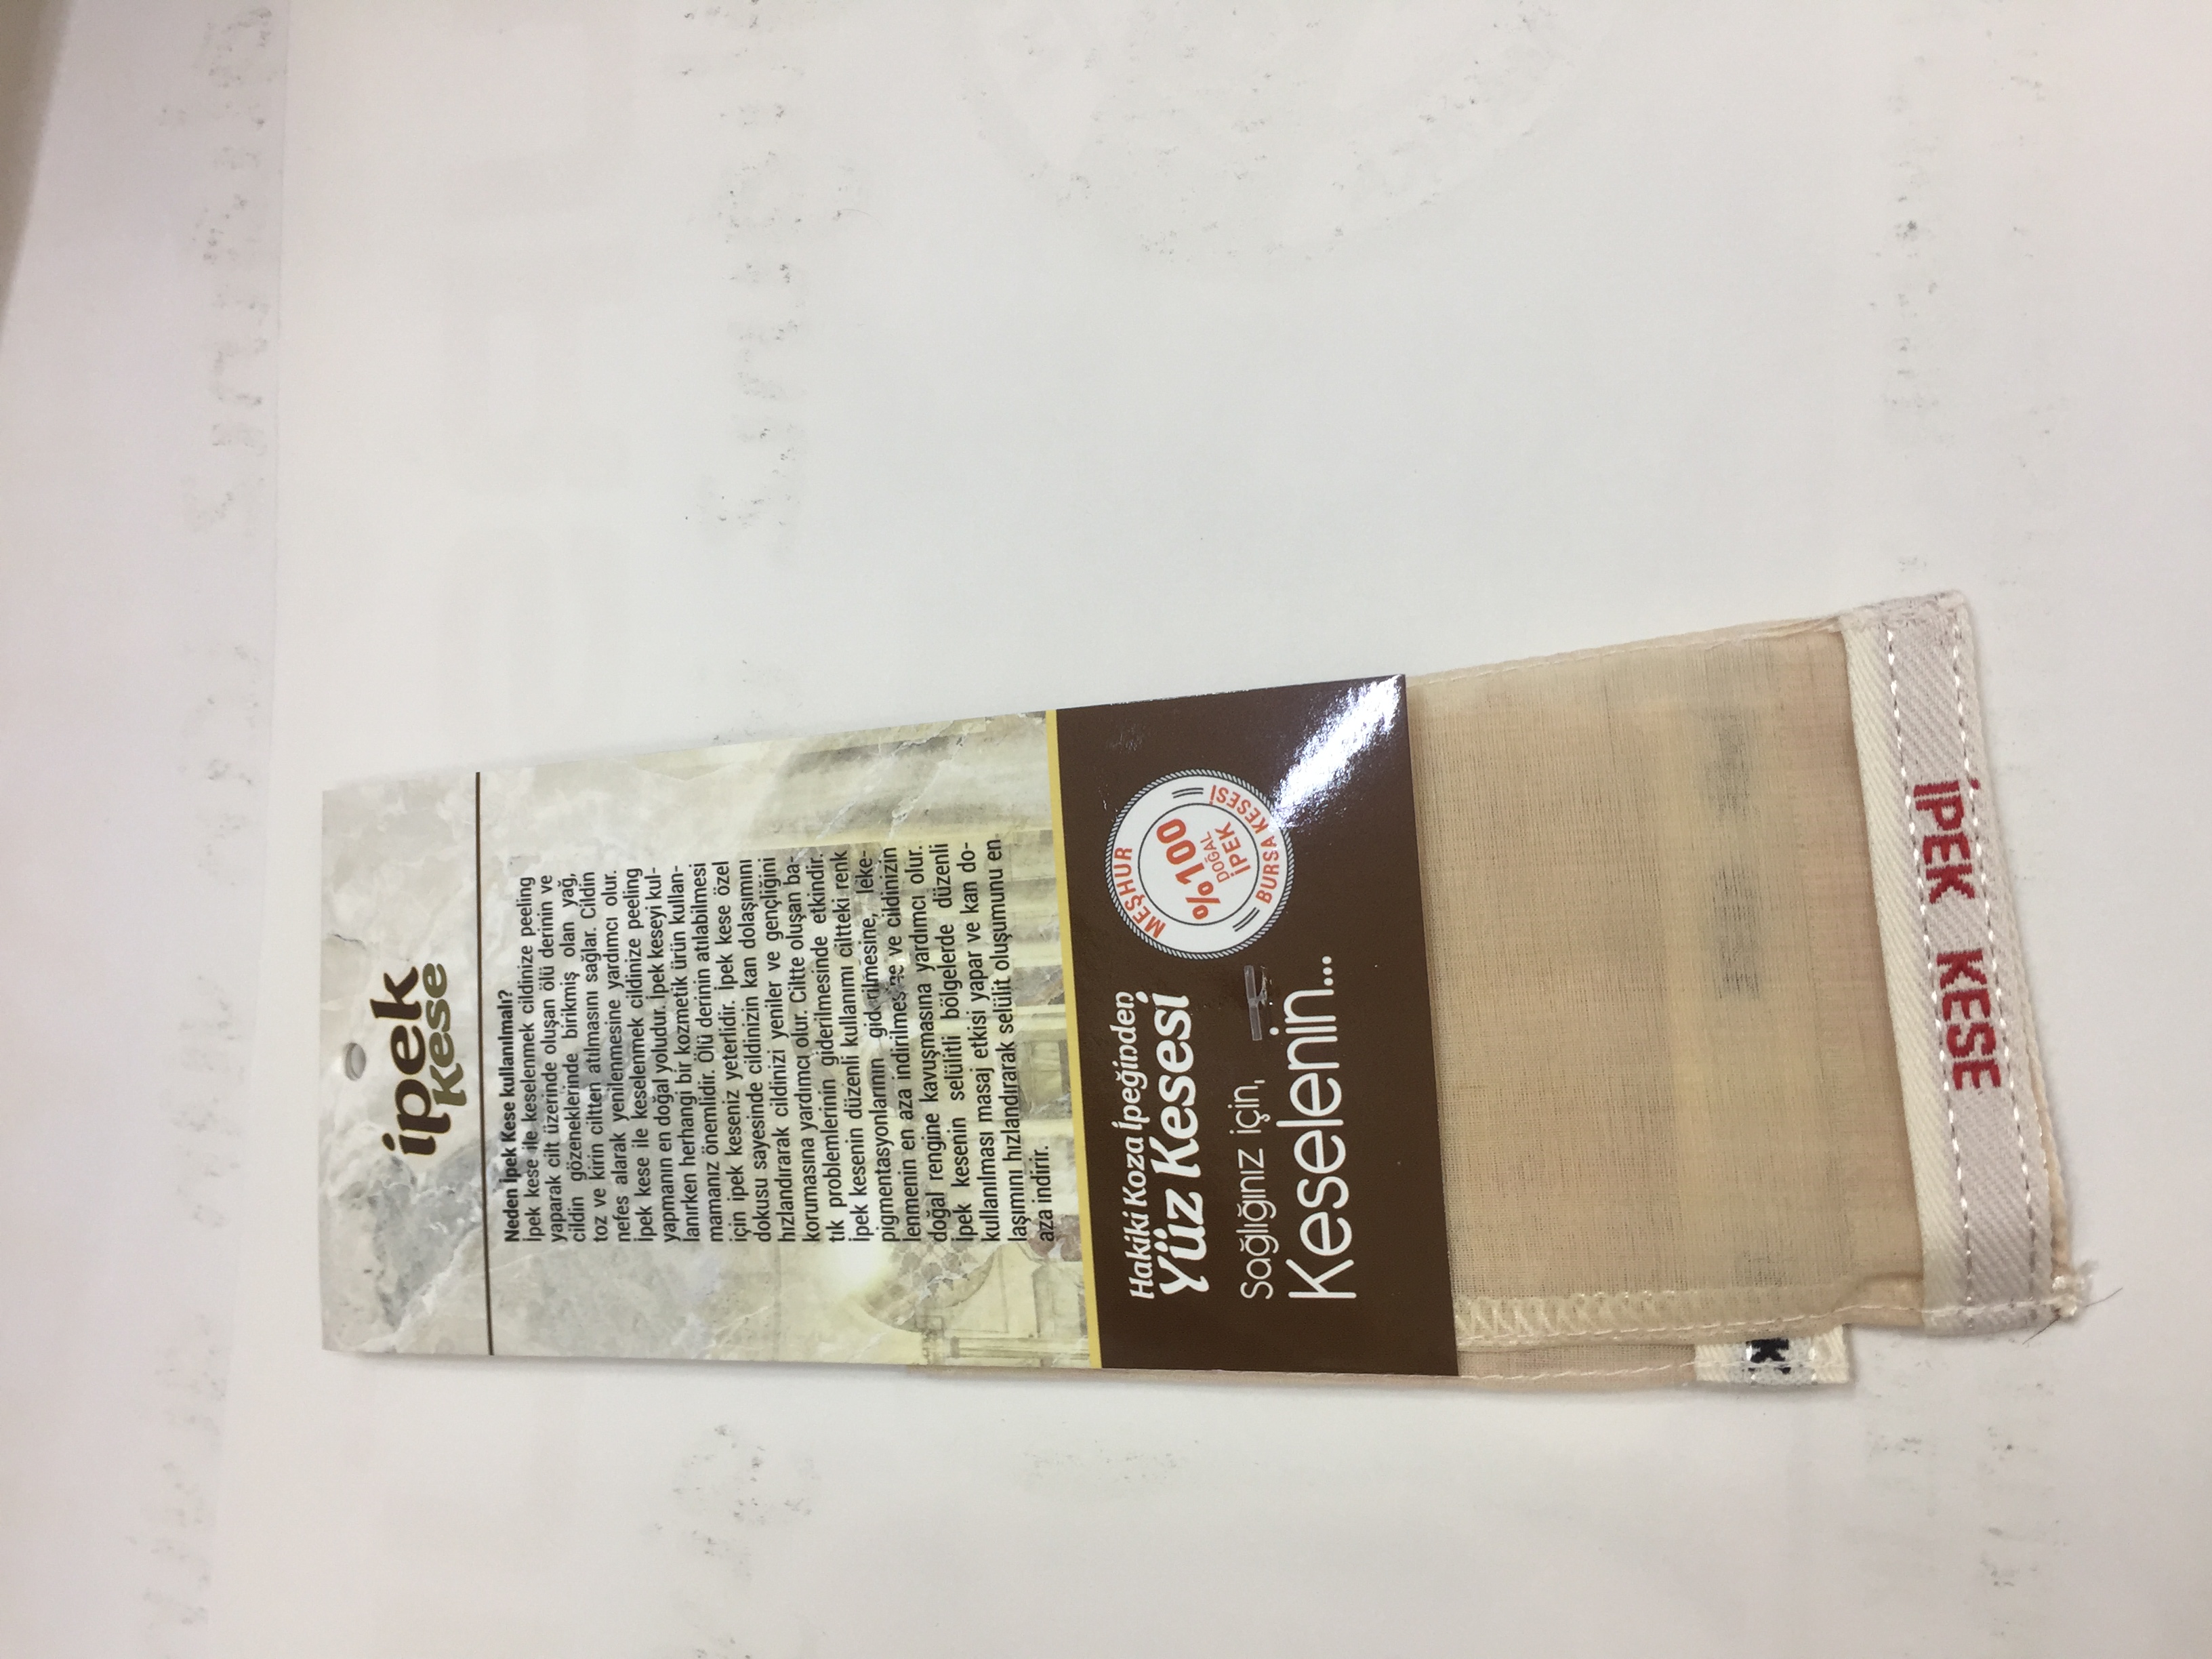 ipek
kese
Neden İpek Kese kullanılmalı?
İpek kese ile keselenmek cildinize peeling
yaparak cilt üzerinde oluşan ölü derinin ve
cildin gözeneklerinde birikmiş olan yağ,
toz ve kirin ciltten atılmasını sağlar. Cildin
nefes alarak yenilenmesine yardımcı olur.
İpek kese ile keselenmek cildinize peeling
yapmanın en doğal yoludur. İpek keseyi kul-
lanırken herhangi bir kozmetik ürün kullan-
mamanız önemlidir. Ölü derinin atılabilmesi
için ipek keseniz yeterlidir. İpek kese özel
dokusu sayesinde cildinizin kan dolaşımını
hızlandırarak cildinizi yeniler ve gençliğini
korumasına yardımcı olur. Ciltte oluşan ba-
tık problemlerinin giderilmesinde etkindir.
İpek kesenin düzenli kullanımı ciltteki renk
pigmentasyonlarının giderilmesine, leke-
lenmenin en aza indirilmesine ve cildinizin
doğal rengine kavuşmasına yardımcı olur.
İpek kesenin selülitli bölgelerde düzenli
kullanılması masaj etkisi yapar ve kan do-
laşımını hızlandırarak selülit oluşumunu en
aza indirir.
Hakiki Koza İpeğinden
Yüz Kesesi
Sağlığınız için,
Keselenin...
MEŞHUR
%100
DOĞAL
İPEK
BURSA KESESİ
İPEK KESE